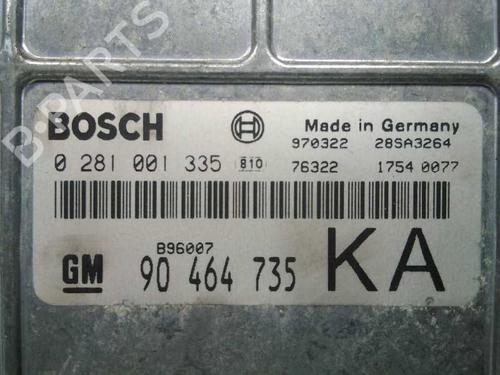 B-PARTS
BOSCH Made in Germany
970322 28SA3264
0 281 001 335 B10 76322 1754 0077
B96007
GM 90 464 735 KA